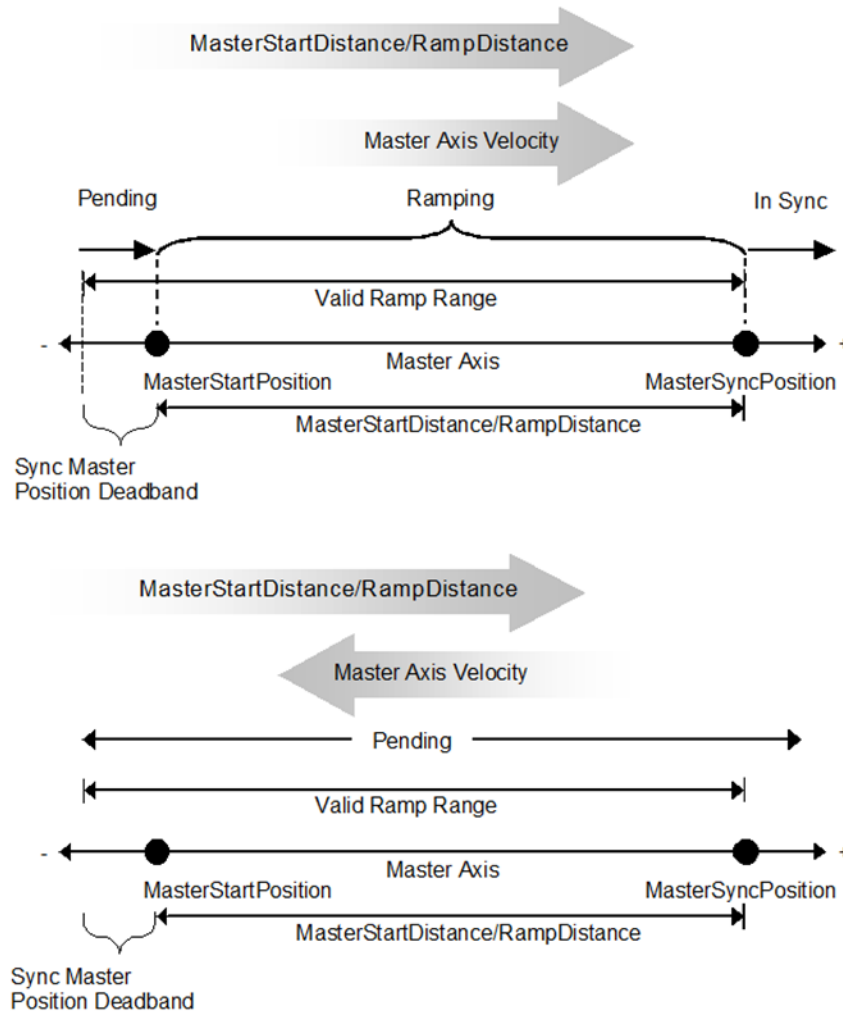 MasterStartDistance/RampDistance
Master Axis Velocity
Pending
Ramping
In Sync
Valid Ramp Range
-
+
Master Axis
MasterStartPosition
MasterSyncPosition
MasterStartDistance/RampDistance
Sync Master
Position Deadband
MasterStartDistance/RampDistance
Master Axis Velocity
Pending
Valid Ramp Range
-
+
Master Axis
MasterStartPosition
MasterSyncPosition
MasterStartDistance/RampDistance
Sync Master
Position Deadband